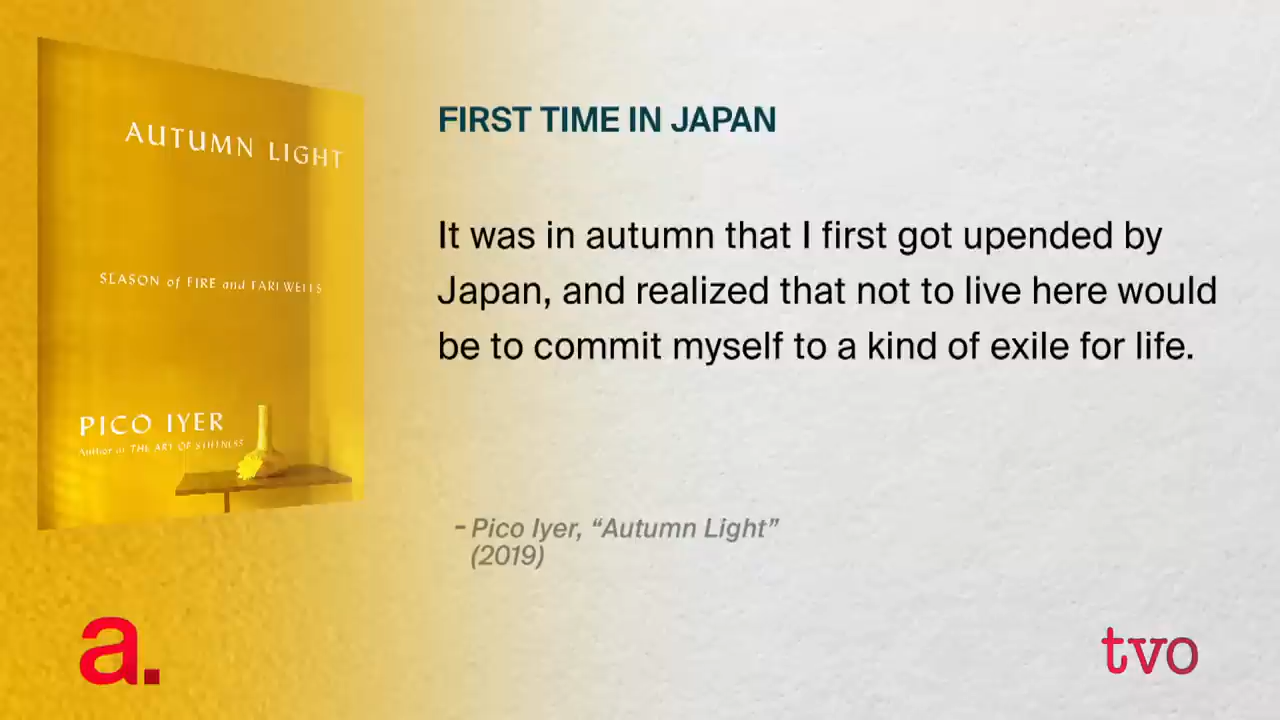 AUTUMN LIGHT
SEASON of FIRE and FAREWELLS
PICO IYER
Author of THE ART OF STILLNESS
FIRST TIME IN JAPAN
It was in autumn that I first got upended by
Japan, and realized that not to live here would
be to commit myself to a kind of exile for life.
– Pico Iyer, “Autumn Light”
(2019)
a.
tvo